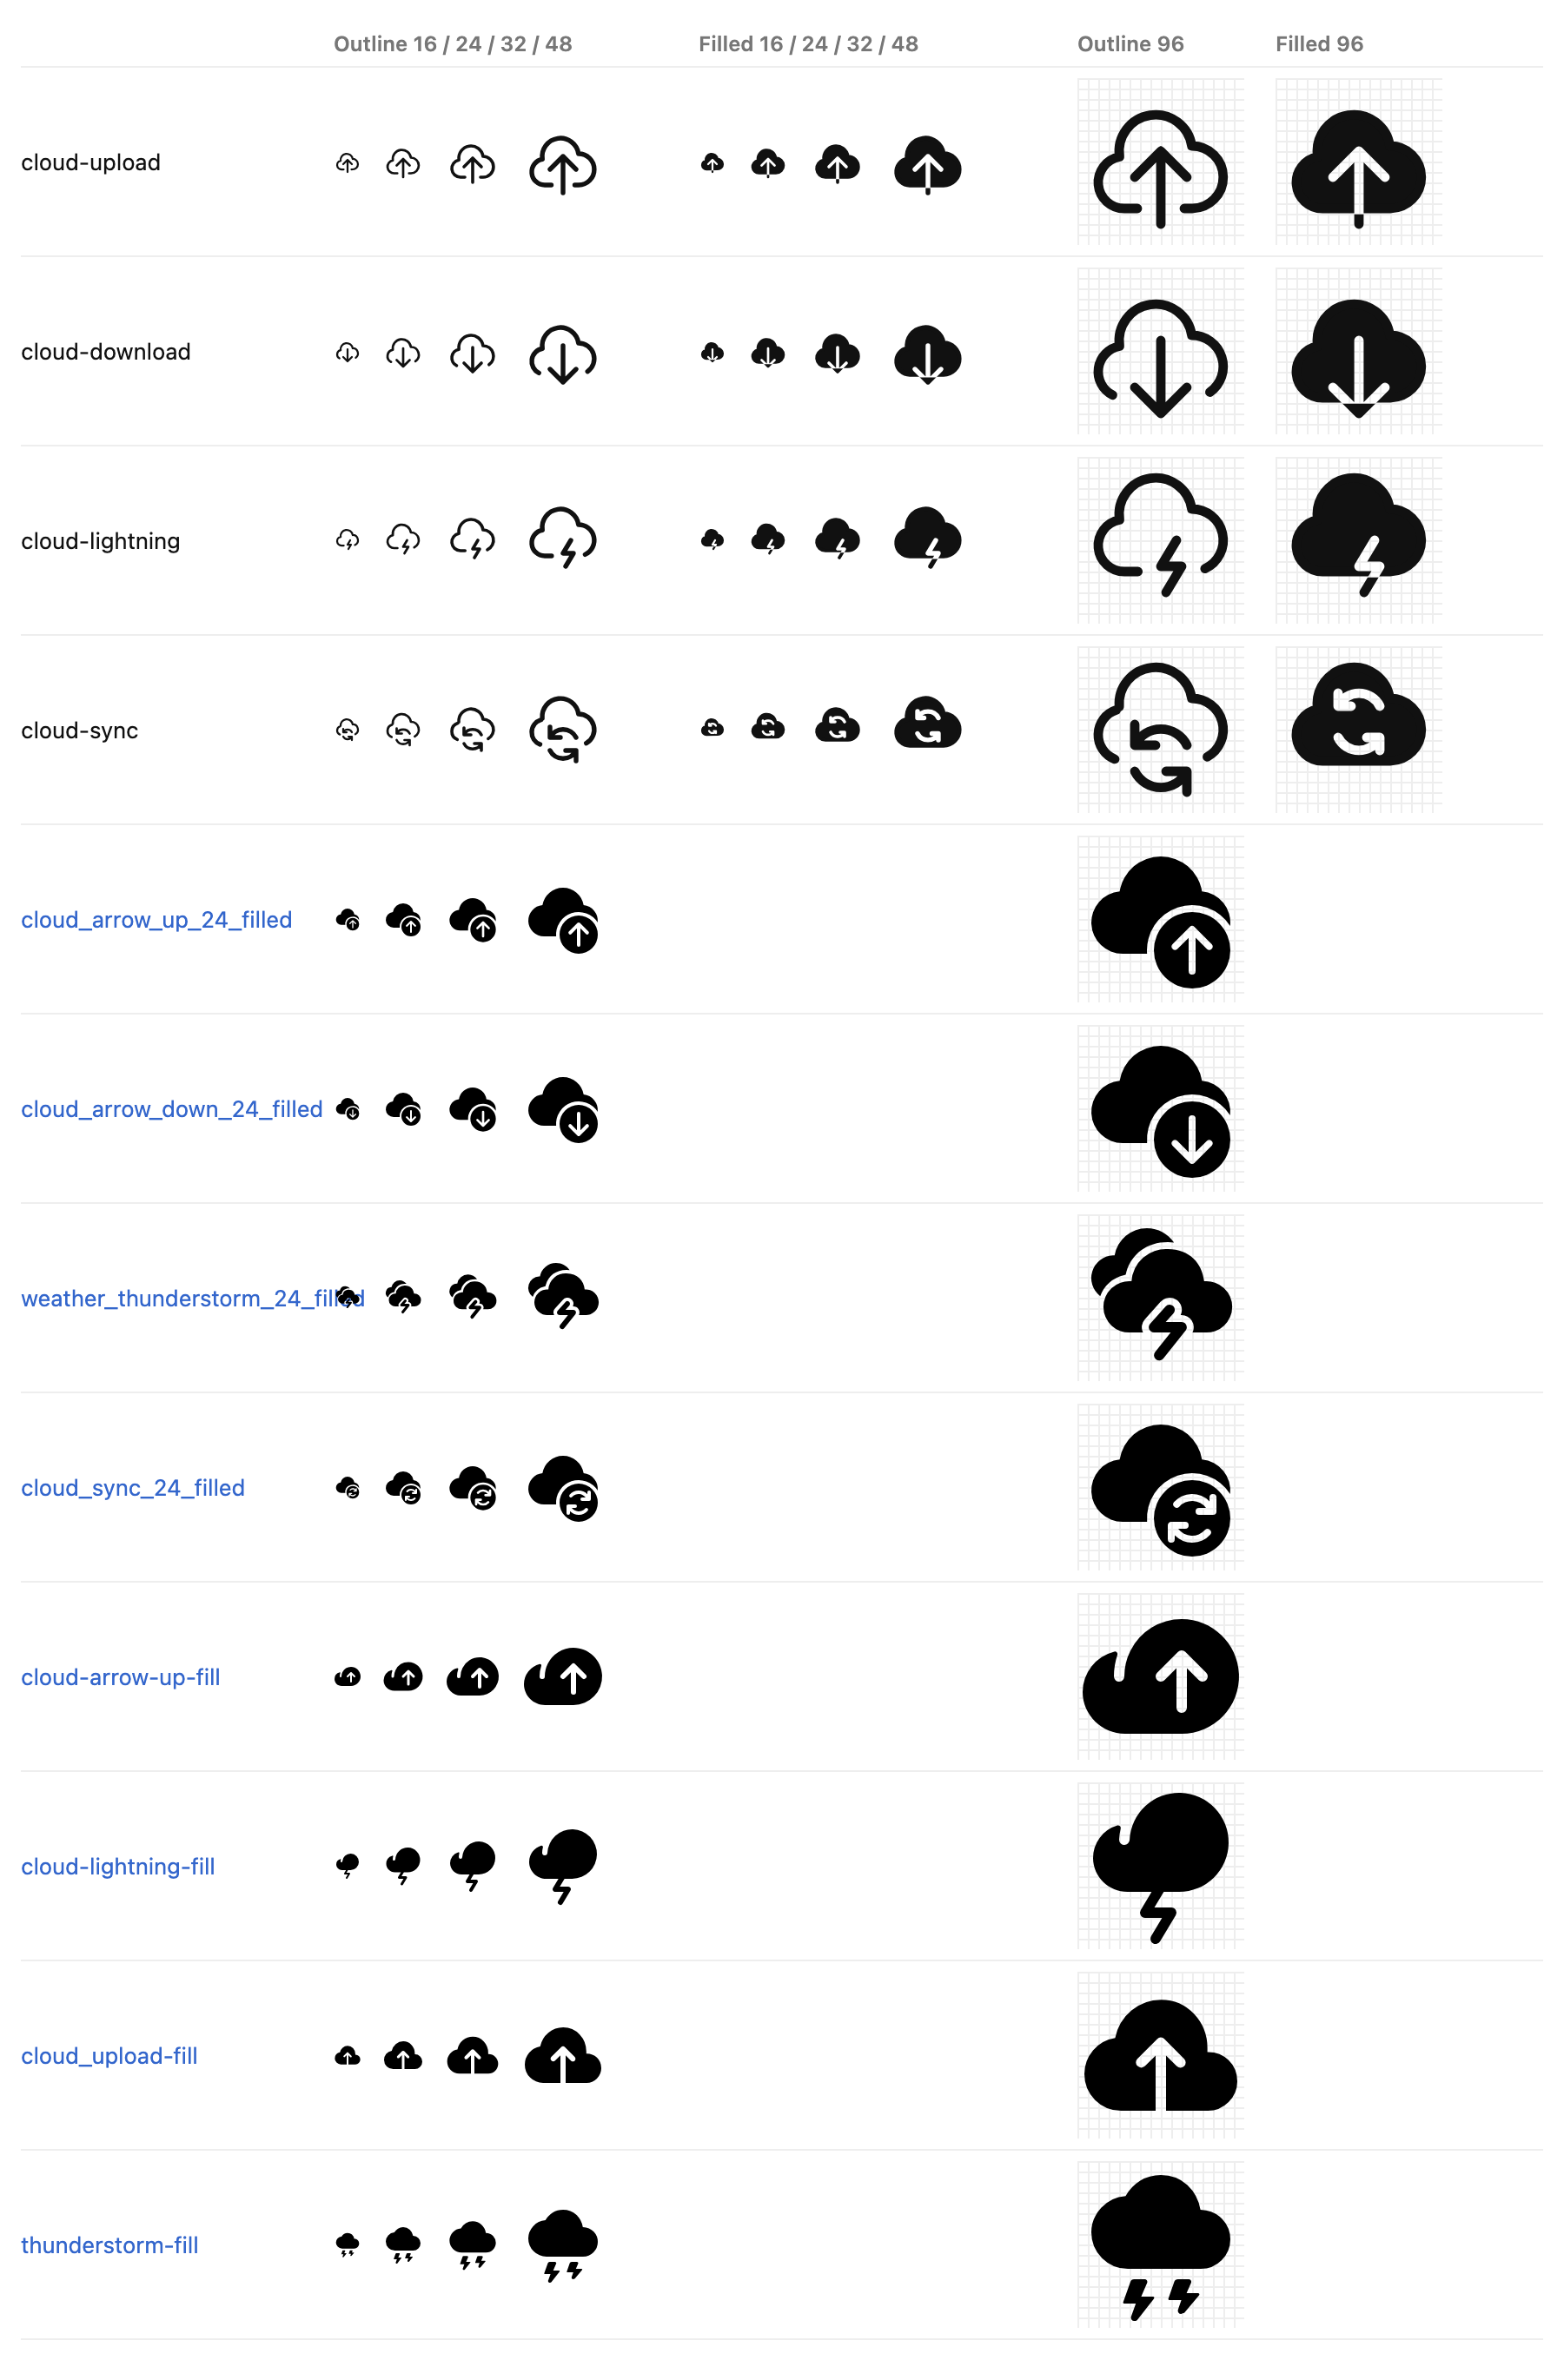 Outline 16 / 24 / 32 / 48 Filled 16 / 24 / 32 / 48 Outline 96 Filled 96
cloud-upload
cloud-download
cloud-lightning
cloud-sync
cloud_arrow_up_24_filled
cloud_arrow_down_24_filled
weather_thunderstorm_24_filled
cloud_sync_24_filled
cloud-arrow-up-fill
cloud-lightning-fill
cloud_upload-fill
thunderstorm-fill